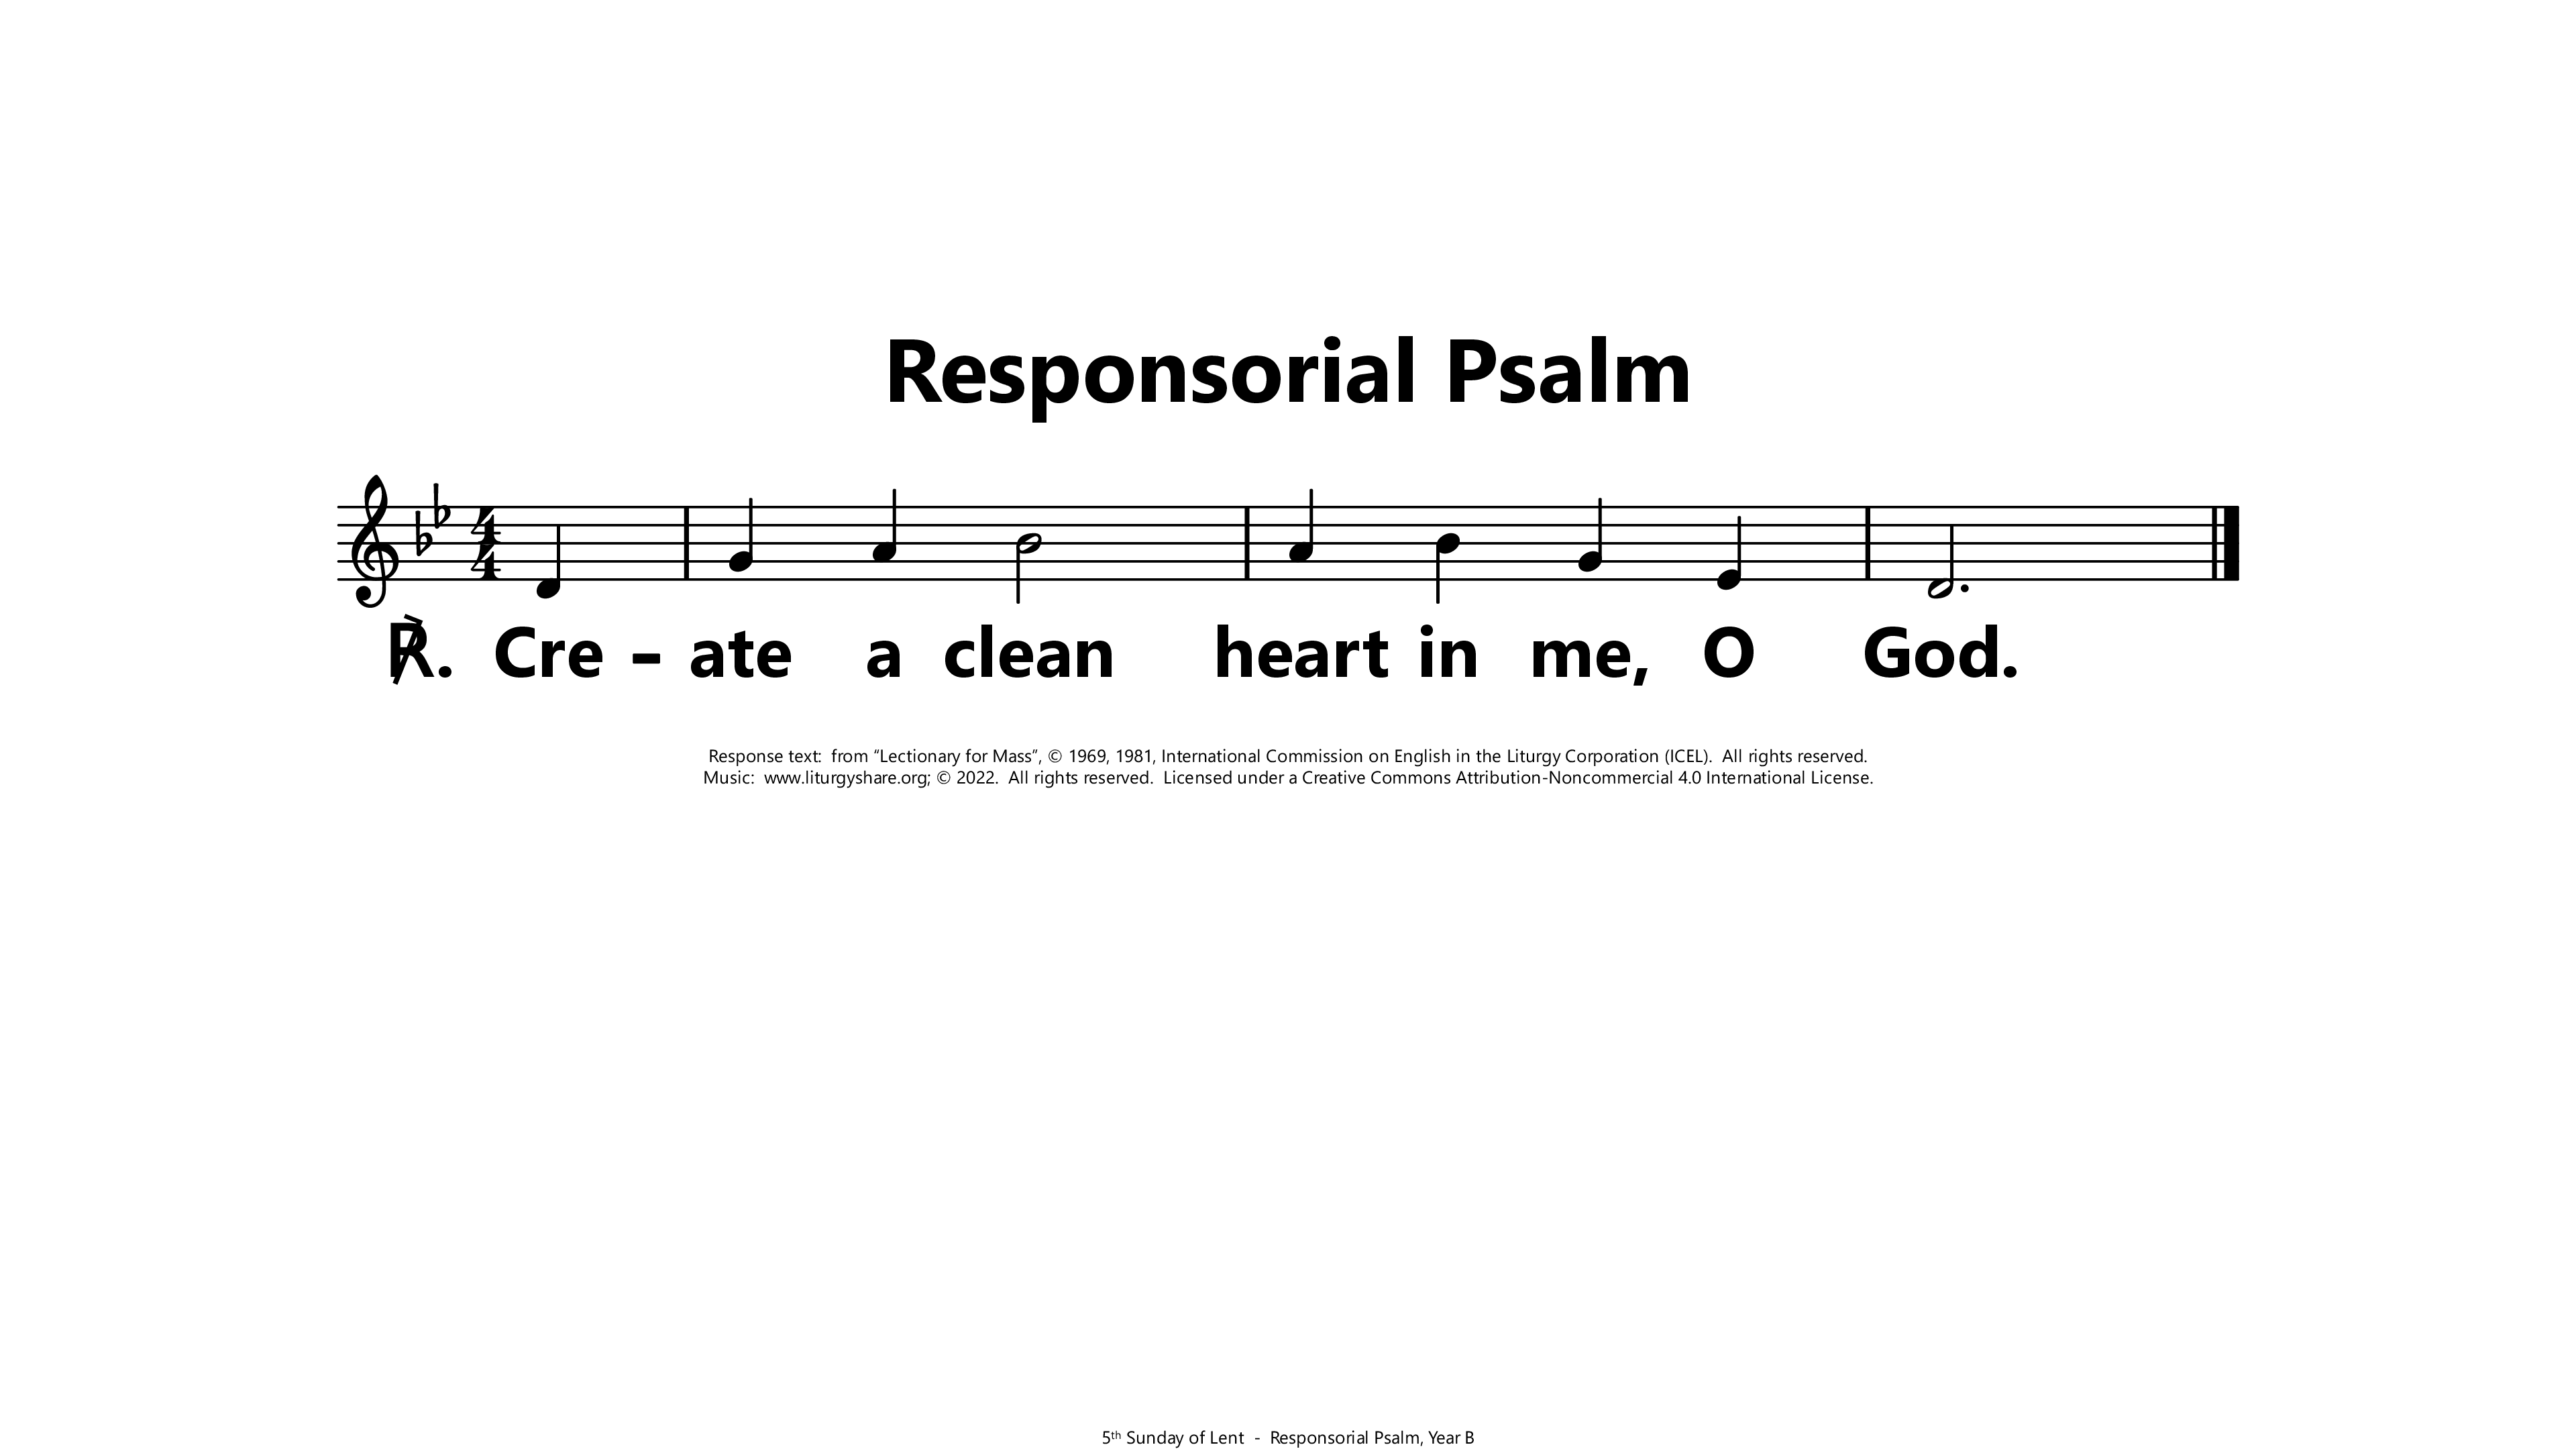 Responsorial Psalm
℟. Cre - ate a clean heart in me, O God.
Response text:  from “Lectionary for Mass”, © 1969, 1981, International Commission on English in the Liturgy Corporation (ICEL).  All rights reserved.
Music:  www.liturgyshare.org; © 2022.  All rights reserved.  Licensed under a Creative Commons Attribution-Noncommercial 4.0 International License.
5th Sunday of Lent  -  Responsorial Psalm, Year B